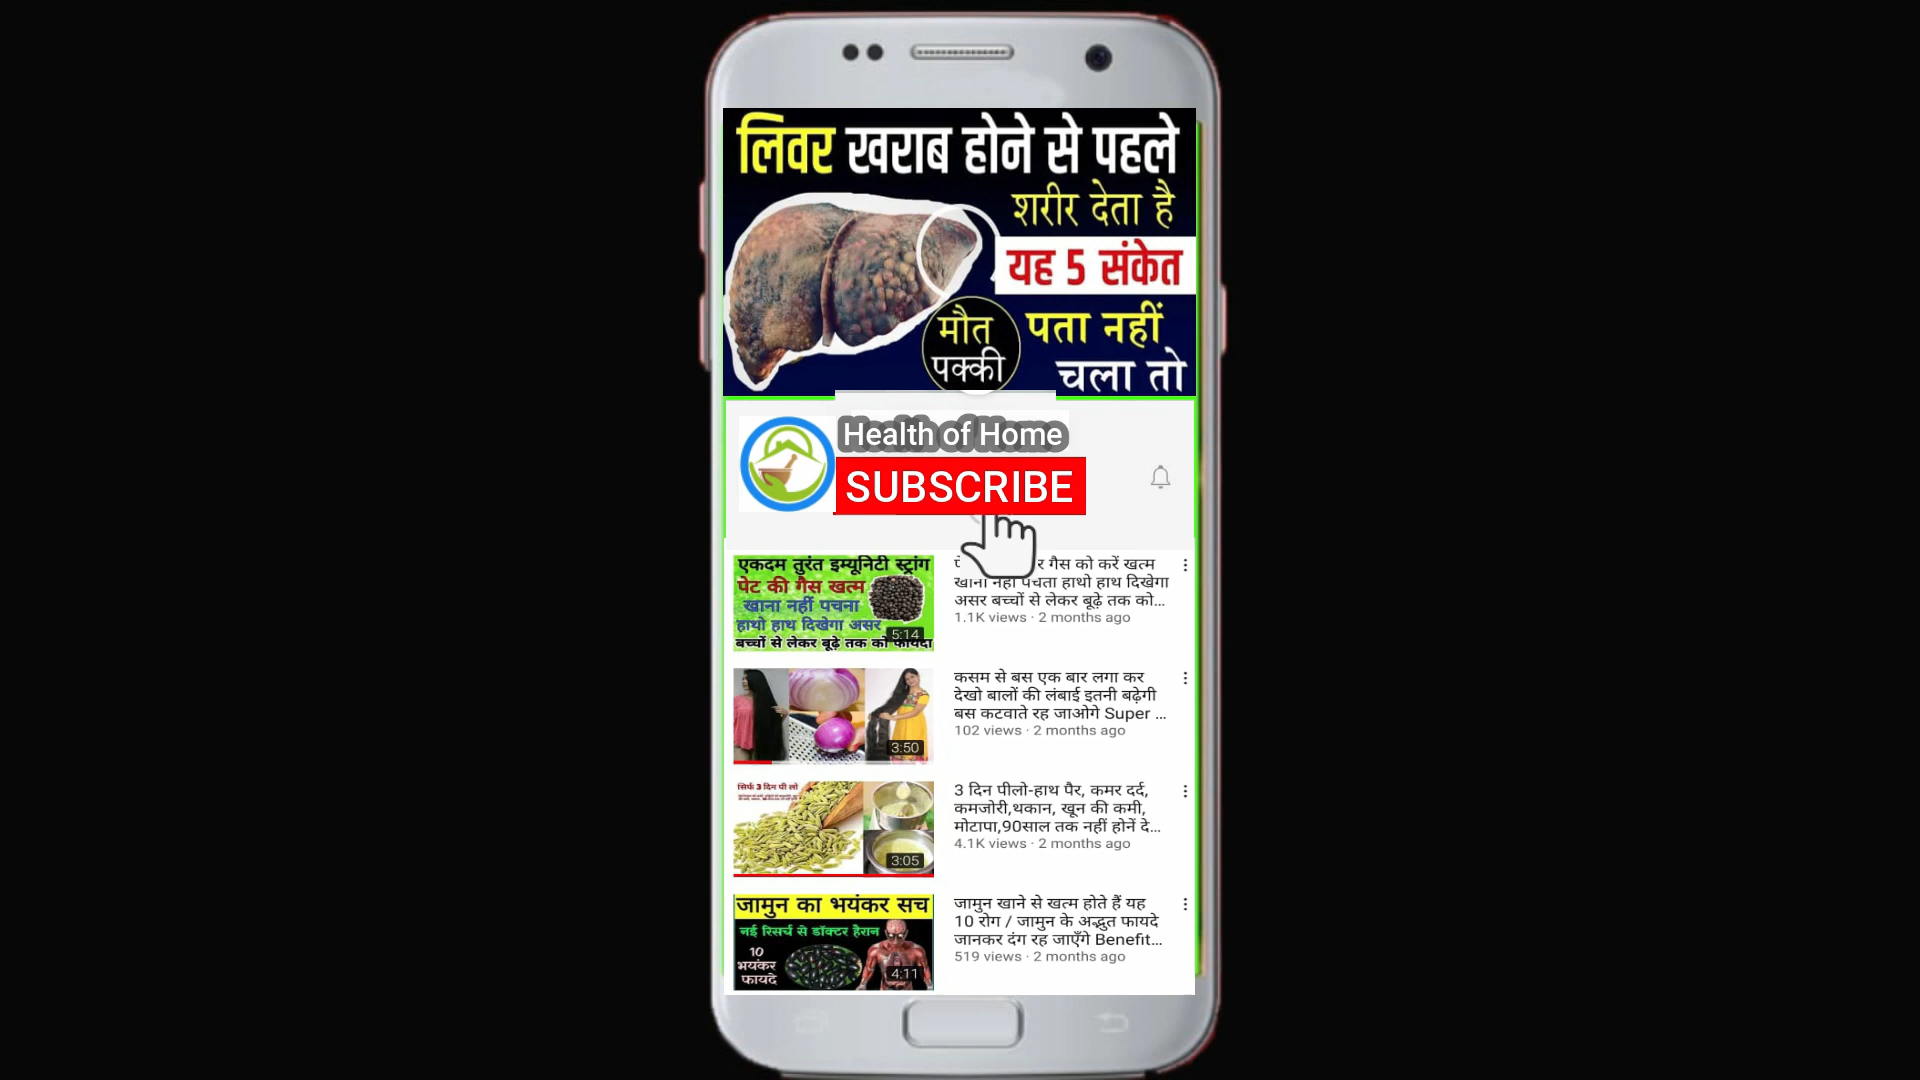 लिवर खराब होने से पहले
शरीर देता है
यह 5 संकेत
मौत
पक्की
पता नहीं
चला तो
Health of Home
SUBSCRIBE
एकदम तुरंत इम्यूनिटी स्ट्रांग
पेट की गैस खत्म
खाना नहीं पचना
हाथो हाथ दिखेगा असर
5:14
बच्चों से लेकर बूढ़े तक को फायदा
र गैस को करें खत्म
खाना नहीं पचता हाथो हाथ दिखेगा
असर बच्चों से लेकर बूढ़े तक को...
1.1K views · 2 months ago
3:50
कसम से बस एक बार लगा कर
देखो बालों की लंबाई इतनी बढ़ेगी
बस कटवाते रह जाओगे Super ...
102 views · 2 months ago
सिर्फ 3 दिन पी लो
3:05
3 दिन पीलो-हाथ पैर, कमर दर्द,
कमजोरी,थकान, खून की कमी,
मोटापा,90साल तक नहीं होनें दे...
4.1K views · 2 months ago
जामुन का भयंकर सच
नई रिसर्च से डॉक्टर हैरान
10
भयंकर
फायदे
4:11
जामुन खाने से खत्म होते हैं यह
10 रोग / जामुन के अद्भुत फायदे
जानकर दंग रह जाएँगे Benefit...
519 views · 2 months ago